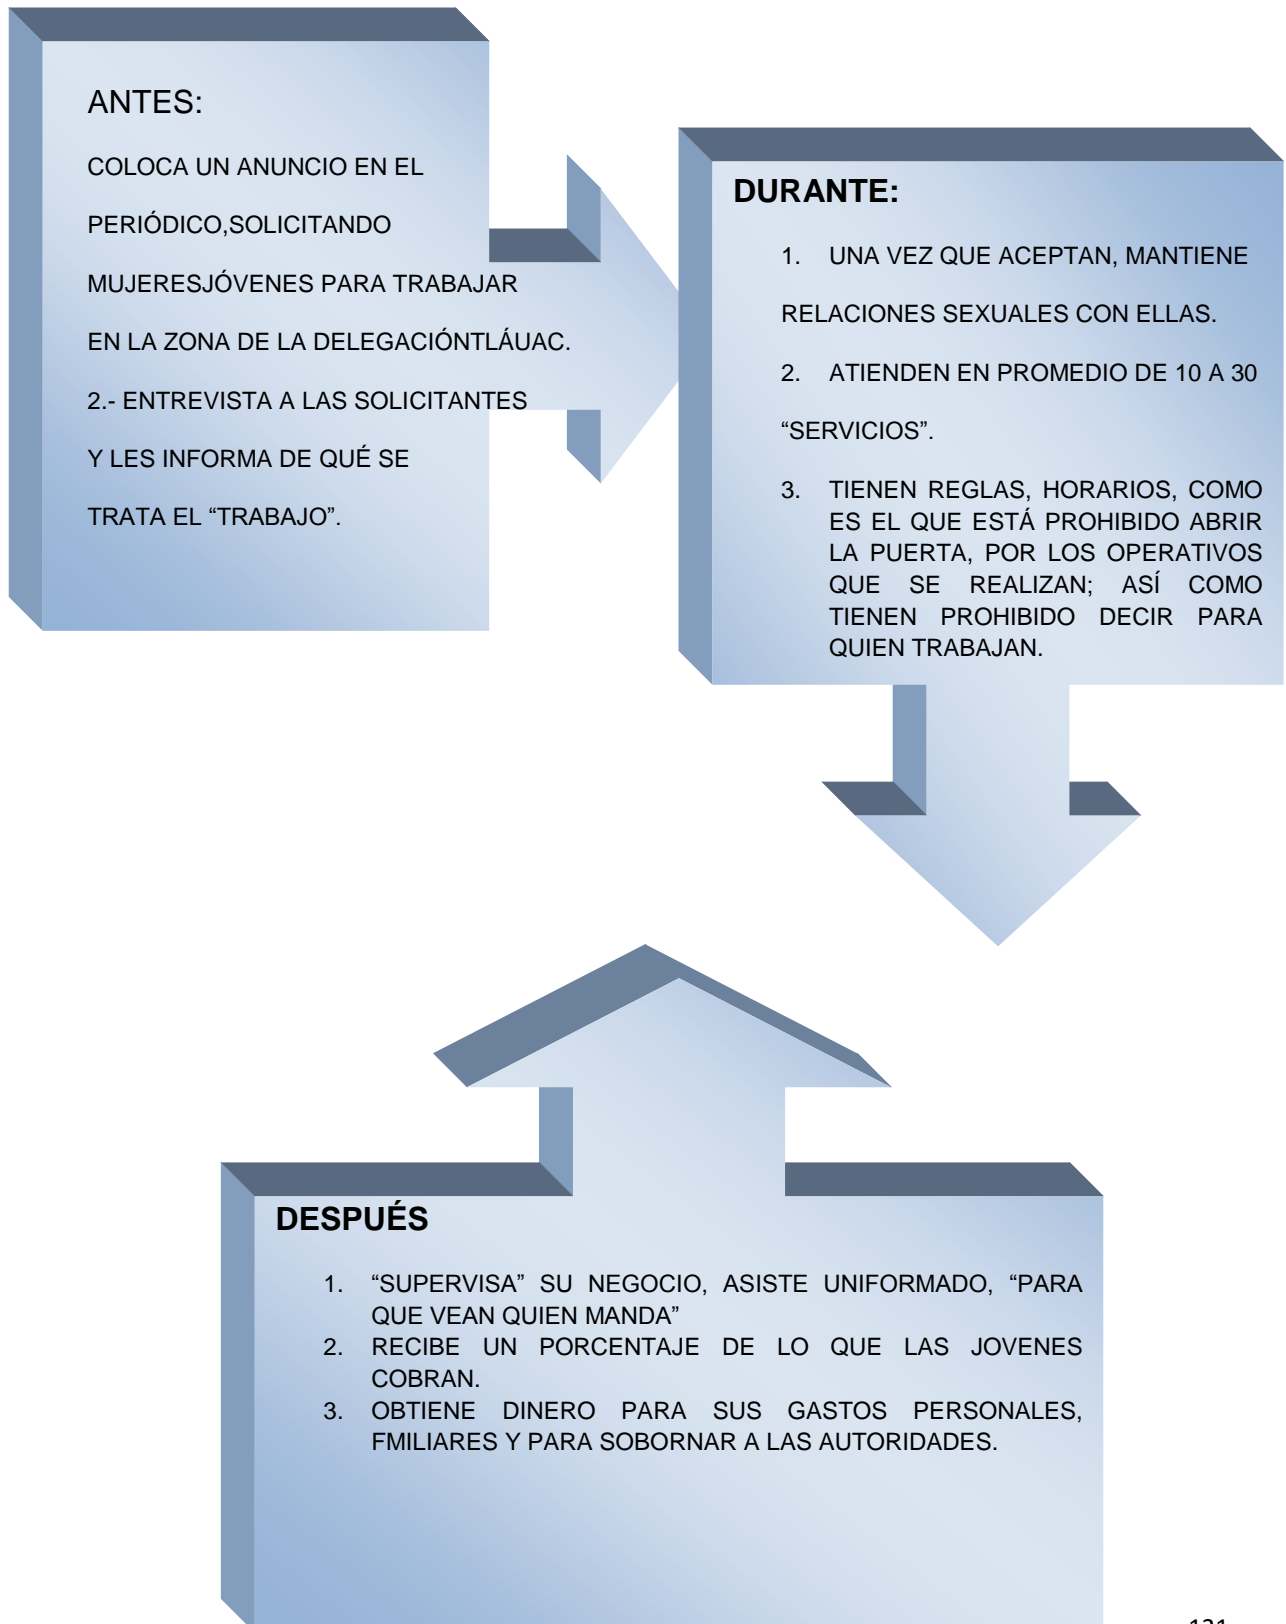 ANTES:
COLOCA UN ANUNCIO EN EL
PERIÓDICO,SOLICITANDO
MUJERESJÓVENES PARA TRABAJAR
EN LA ZONA DE LA DELEGACIÓNTLÁUAC.
2.- ENTREVISTA A LAS SOLICITANTES
Y LES INFORMA DE QUÉ SE
TRATA EL “TRABAJO”.
DURANTE:
1. UNA VEZ QUE ACEPTAN, MANTIENE
RELACIONES SEXUALES CON ELLAS.
2. ATIENDEN EN PROMEDIO DE 10 A 30
“SERVICIOS”.
3. TIENEN REGLAS, HORARIOS, COMO
ES EL QUE ESTÁ PROHIBIDO ABRIR
LA PUERTA, POR LOS OPERATIVOS
QUE SE REALIZAN; ASÍ COMO
TIENEN PROHIBIDO DECIR PARA
QUIEN TRABAJAN.
DESPUÉS
1. “SUPERVISA” SU NEGOCIO, ASISTE UNIFORMADO, “PARA
QUE VEAN QUIEN MANDA”
2. RECIBE UN PORCENTAJE DE LO QUE LAS JOVENES
COBRAN.
3. OBTIENE DINERO PARA SUS GASTOS PERSONALES,
FMILIARES Y PARA SOBORNAR A LAS AUTORIDADES.